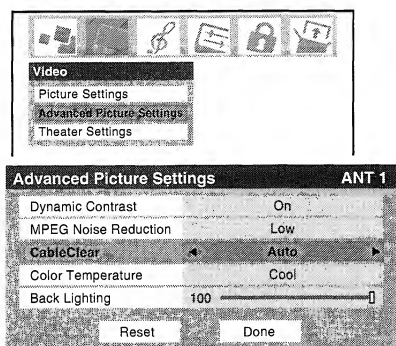 Video
Picture Settings
Advanced Picture Settings
Theater Settings
Advanced Picture Settings ANT 1
Dynamic Contrast On
MPEG Noise Reduction Low
CableClear Auto
Color Temperature Cool
Back Lighting 100
Reset Done